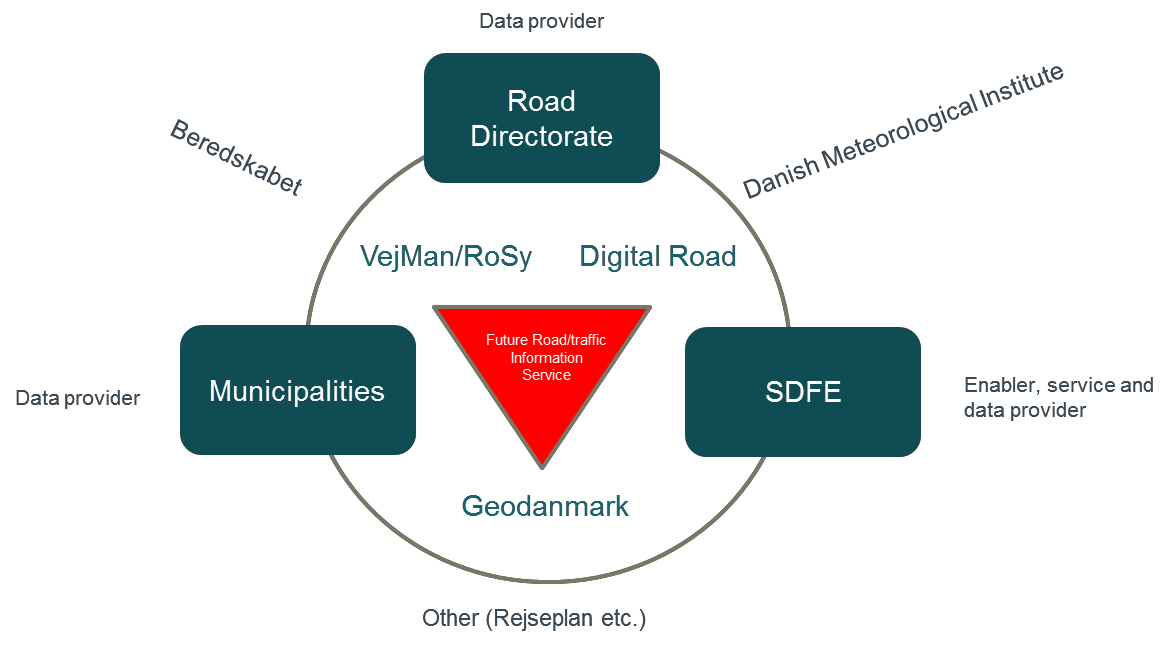 Data provider
Road
Directorate
Beredskabet
Danish Meteorological Institute
VejMan/RoSy
Digital Road
Future Road/traffic
Information
Service
Data provider
Municipalities
SDFE
Enabler, service and
data provider
Geodanmark
Other (Rejseplan etc.)